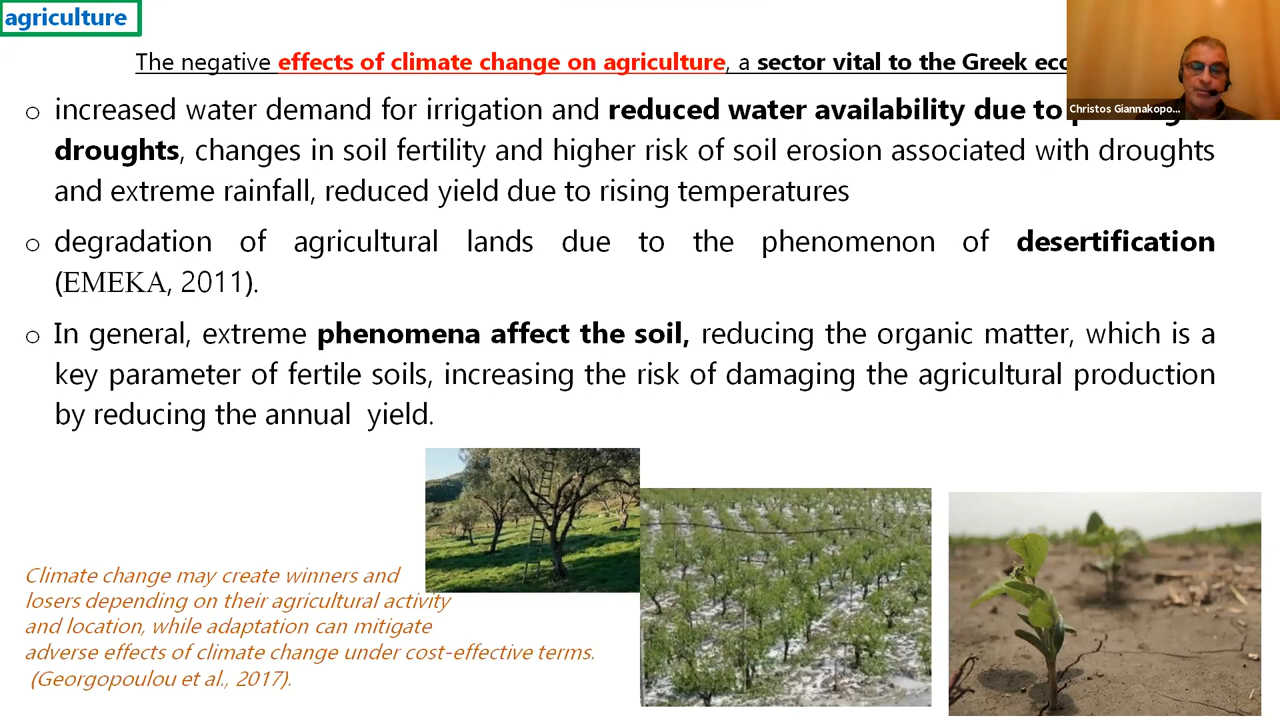 agriculture
The negative effects of climate change on agriculture, a sector vital to the Greek
Christos Giannakopo...
o increased water demand for irrigation and reduced water availability due to
droughts, changes in soil fertility and higher risk of soil erosion associated with droughts
and extreme rainfall, reduced yield due to rising temperatures
o degradation of agricultural lands due to the phenomenon of desertification
(EMEKA, 2011).
o In general, extreme phenomena affect the soil, reducing the organic matter, which is a
key parameter of fertile soils, increasing the risk of damaging the agricultural production
by reducing the annual yield.
Climate change may create winners and
losers depending on their agricultural activity
and location, while adaptation can mitigate
adverse effects of climate change under cost-effective terms.
(Georgopoulou et al., 2017).